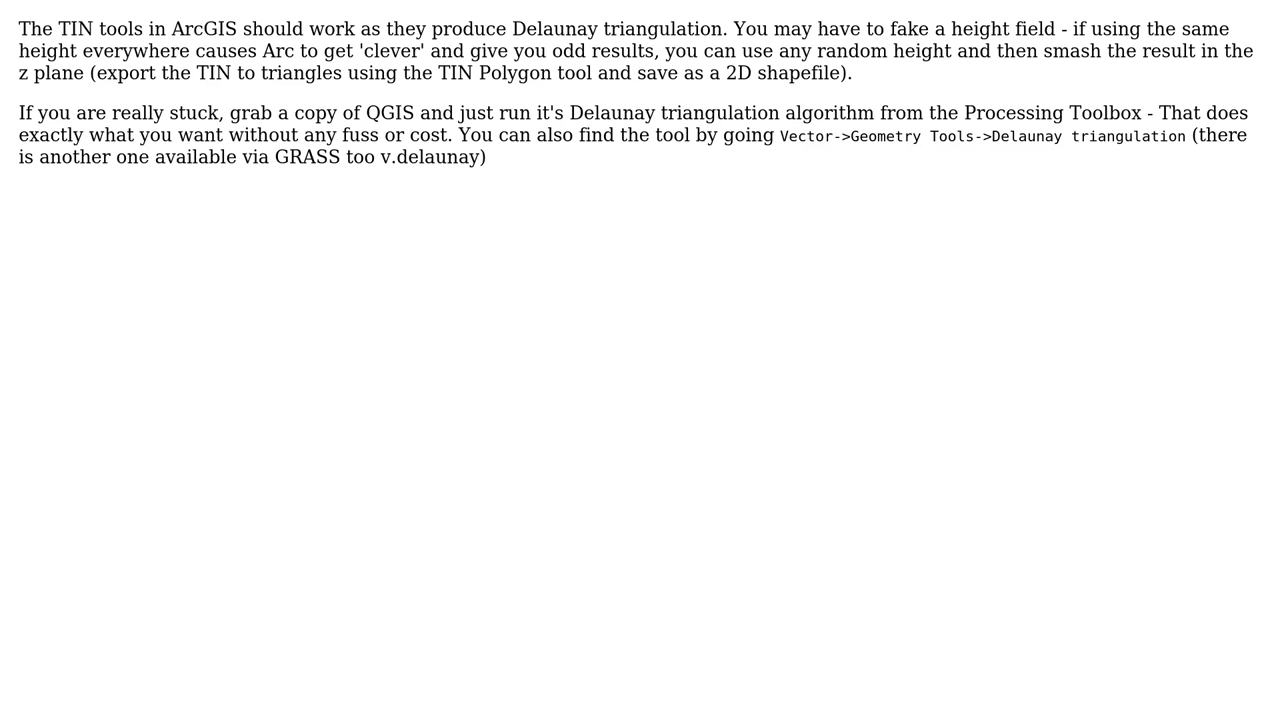 The TIN tools in ArcGIS should work as they produce Delaunay triangulation. You may have to fake a height field - if using the same
height everywhere causes Arc to get 'clever' and give you odd results, you can use any random height and then smash the result in the
z plane (export the TIN to triangles using the TIN Polygon tool and save as a 2D shapefile).
If you are really stuck, grab a copy of QGIS and just run it's Delaunay triangulation algorithm from the Processing Toolbox - That does
exactly what you want without any fuss or cost. You can also find the tool by going Vector->Geometry Tools->Delaunay triangulation (there
is another one available via GRASS too v.delaunay)